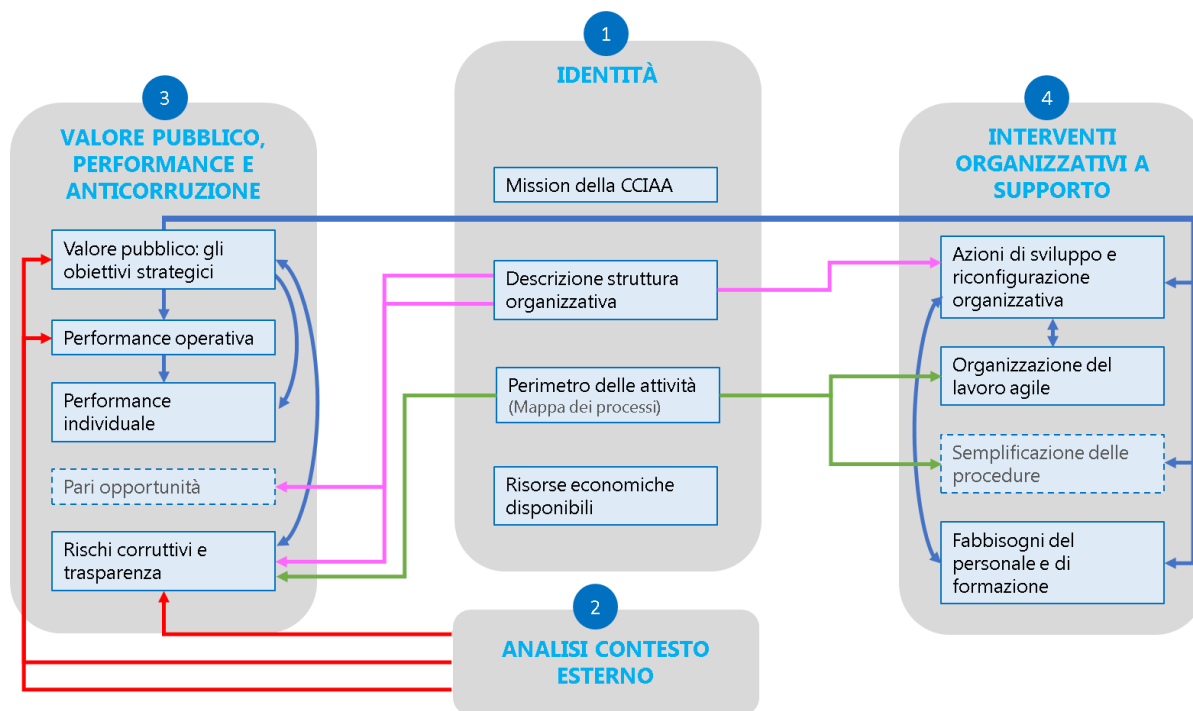 1
IDENTITÀ
Mission della CCIAA
Descrizione struttura
organizzativa
Perimetro delle attività
(Mappa dei processi)
Risorse economiche
disponibili
2
ANALISI CONTESTO
ESTERNO
3
VALORE PUBBLICO,
PERFORMANCE E
ANTICORRUZIONE
Valore pubblico: gli
obiettivi strategici
Performance operativa
Performance
individuale
Pari opportunità
Rischi corruttivi e
trasparenza
4
INTERVENTI
ORGANIZZATIVI A
SUPPORTO
Azioni di sviluppo e
riconfigurazione
organizzativa
Organizzazione del
lavoro agile
Semplificazione delle
procedure
Fabbisogni del
personale e di
formazione